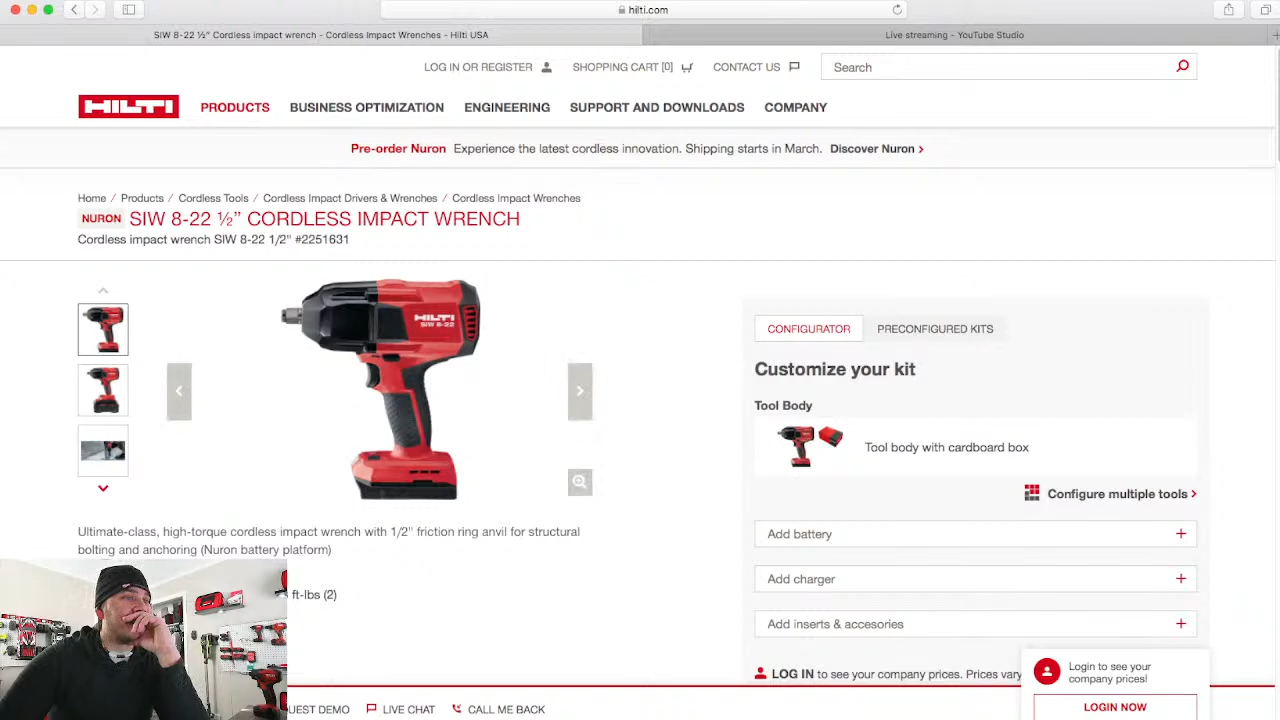 hilti.com
SIW 8-22 ½" Cordless impact wrench - Cordless Impact Wrenches - Hilti USA
Live streaming - YouTube Studio
LOG IN OR REGISTER
SHOPPING CART [0]
CONTACT US
Search
HILTI
PRODUCTS
BUSINESS OPTIMIZATION
ENGINEERING
SUPPORT AND DOWNLOADS
COMPANY
Pre-order Nuron Experience the latest cordless innovation. Shipping starts in March. Discover Nuron >
Home / Products / Cordless Tools / Cordless Impact Drivers & Wrenches / Cordless Impact Wrenches
NURON SIW 8-22 ½” CORDLESS IMPACT WRENCH
Cordless impact wrench SIW 8-22 1/2" #2251631
HILTI
SIW 8-22
CONFIGURATOR
PRECONFIGURED KITS
Customize your kit
Tool Body
Tool body with cardboard box
Configure multiple tools >
Add battery +
Add charger +
Add inserts & accesories +
LOG IN to see your company prices. Prices vary
Ultimate-class, high-torque cordless impact wrench with 1/2" friction ring anvil for structural
bolting and anchoring (Nuron battery platform)
ft-lbs (2)
Login to see your
company prices!
LOGIN NOW
UEST DEMO
LIVE CHAT
CALL ME BACK